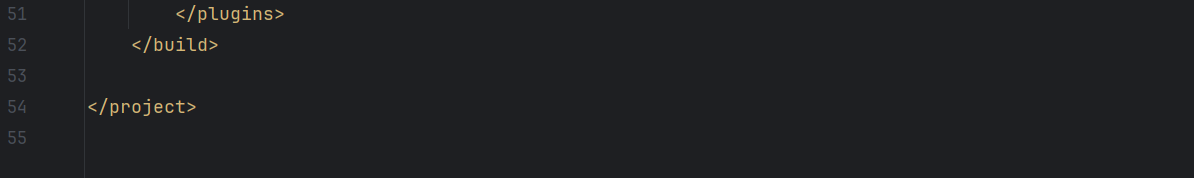 51 </plugins>
52 </build>
53
54 </project>
55